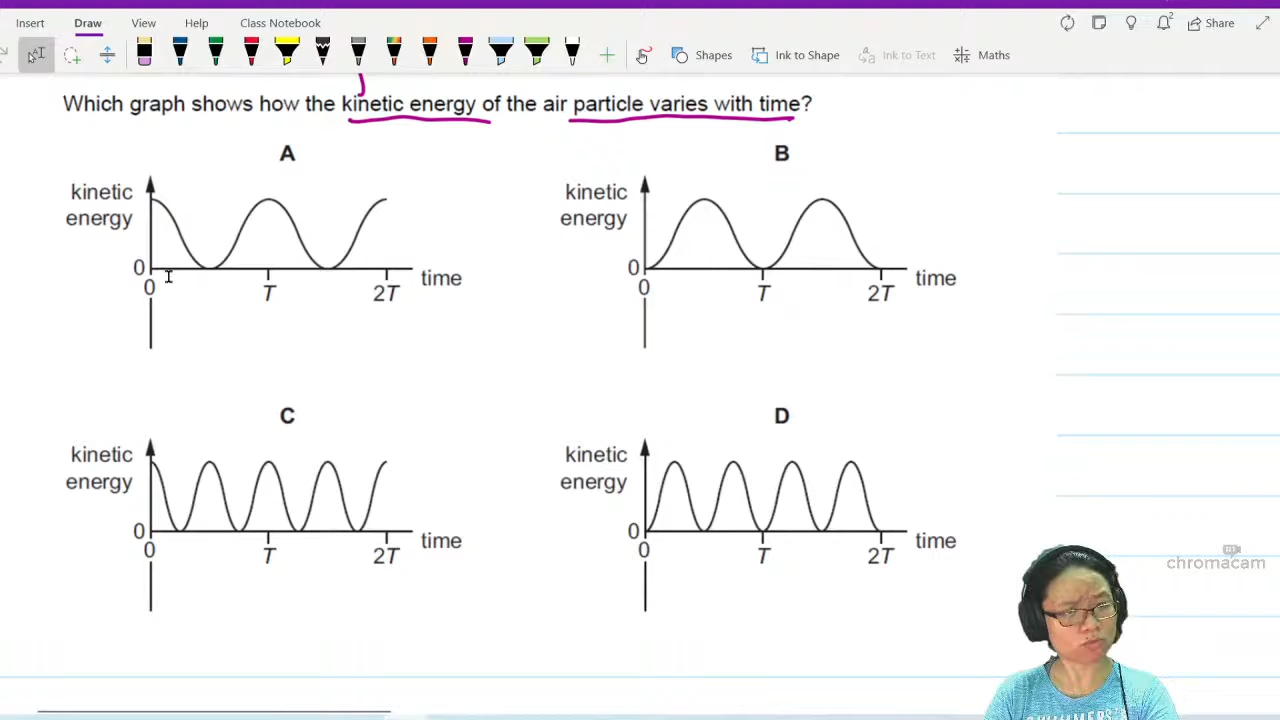 Insert Draw View Help Class Notebook Share
Shapes Ink to Shape Ink to Text Maths
Which graph shows how the kinetic energy of the air particle varies with time?
A
kinetic
energy
0
0 T 2T time
B
kinetic
energy
0
0 T 2T time
C
kinetic
energy
0
0 T 2T time
D
kinetic
energy
0
0 T 2T time
chromacam